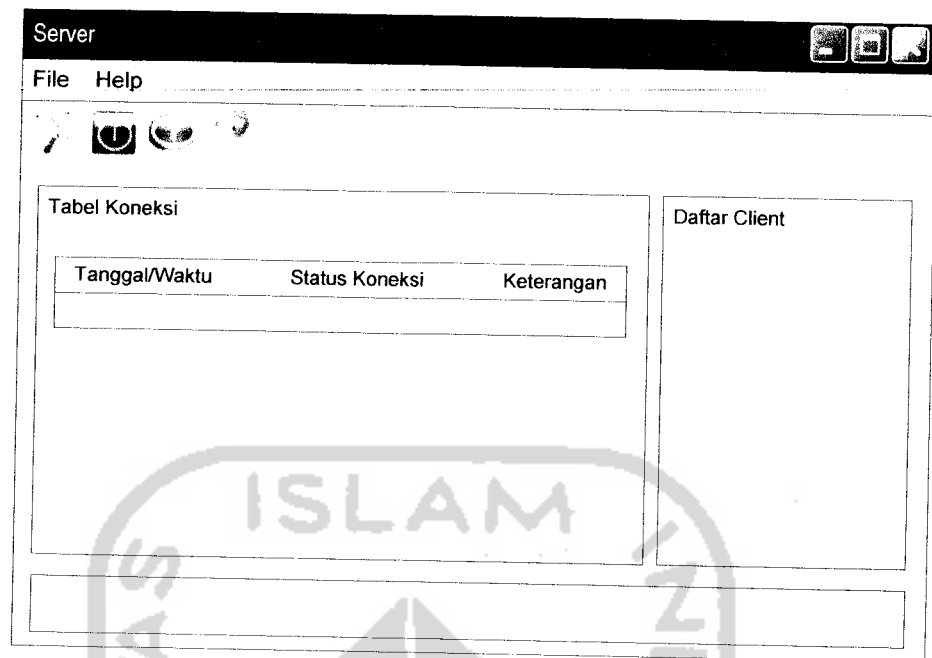 Server
File Help
Tabel Koneksi
Daftar Client
Tanggal/Waktu Status Koneksi Keterangan
ISLAM